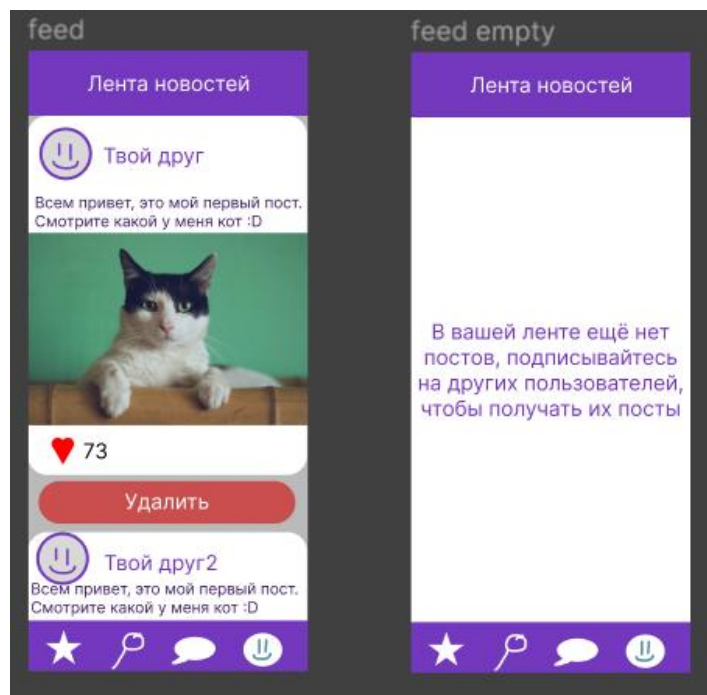 feed
Лента новостей
Твой друг
Всем привет, это мой первый пост.
Смотрите какой у меня кот :D
73
Удалить
Твой друг2
Всем привет, это мой первый пост.
Смотрите какой у меня кот :D
feed empty
Лента новостей
В вашей ленте ещё нет
постов, подписывайтесь
на других пользователей,
чтобы получать их посты